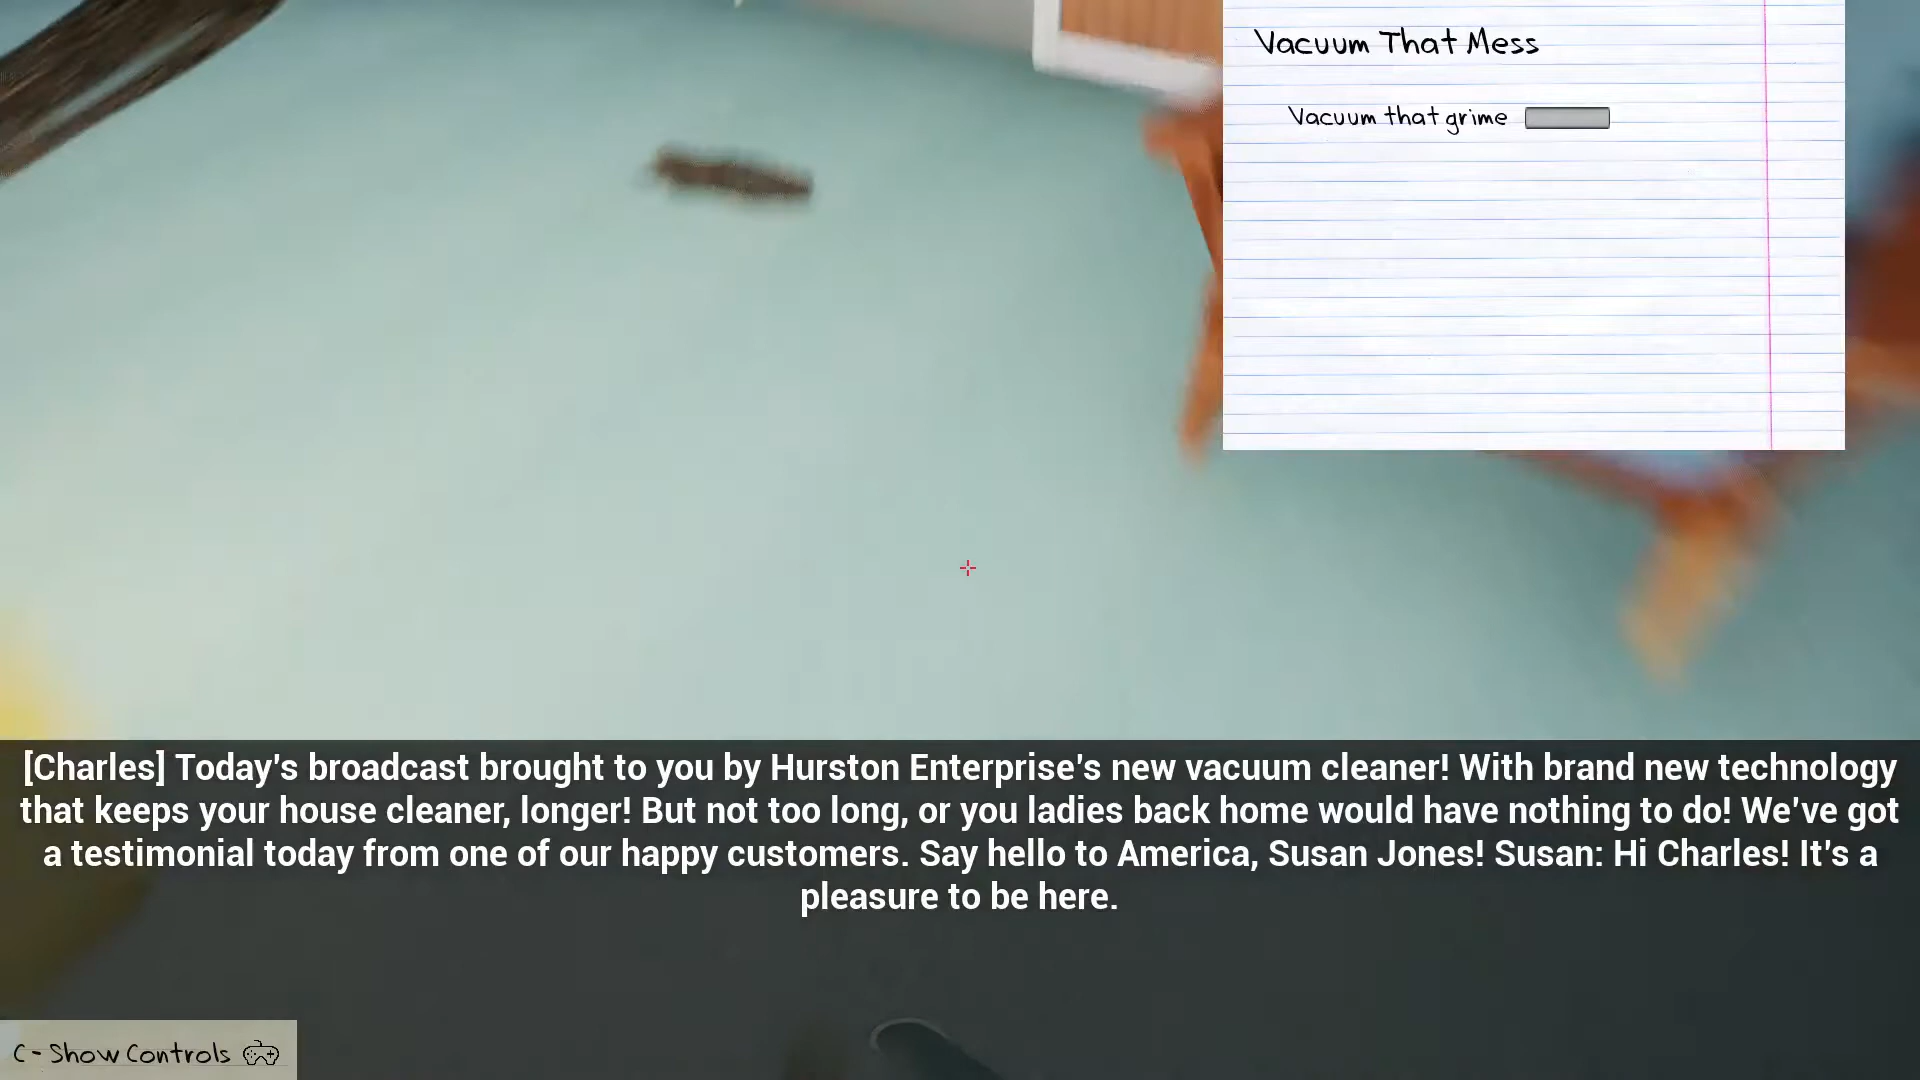 Vacuum That Mess
Vacuum that grime
[Charles] Today's broadcast brought to you by Hurston Enterprise's new vacuum cleaner! With brand new technology
that keeps your house cleaner, longer! But not too long, or you ladies back home would have nothing to do! We've got
a testimonial today from one of our happy customers. Say hello to America, Susan Jones! Susan: Hi Charles! It's a
pleasure to be here.
C - Show Controls